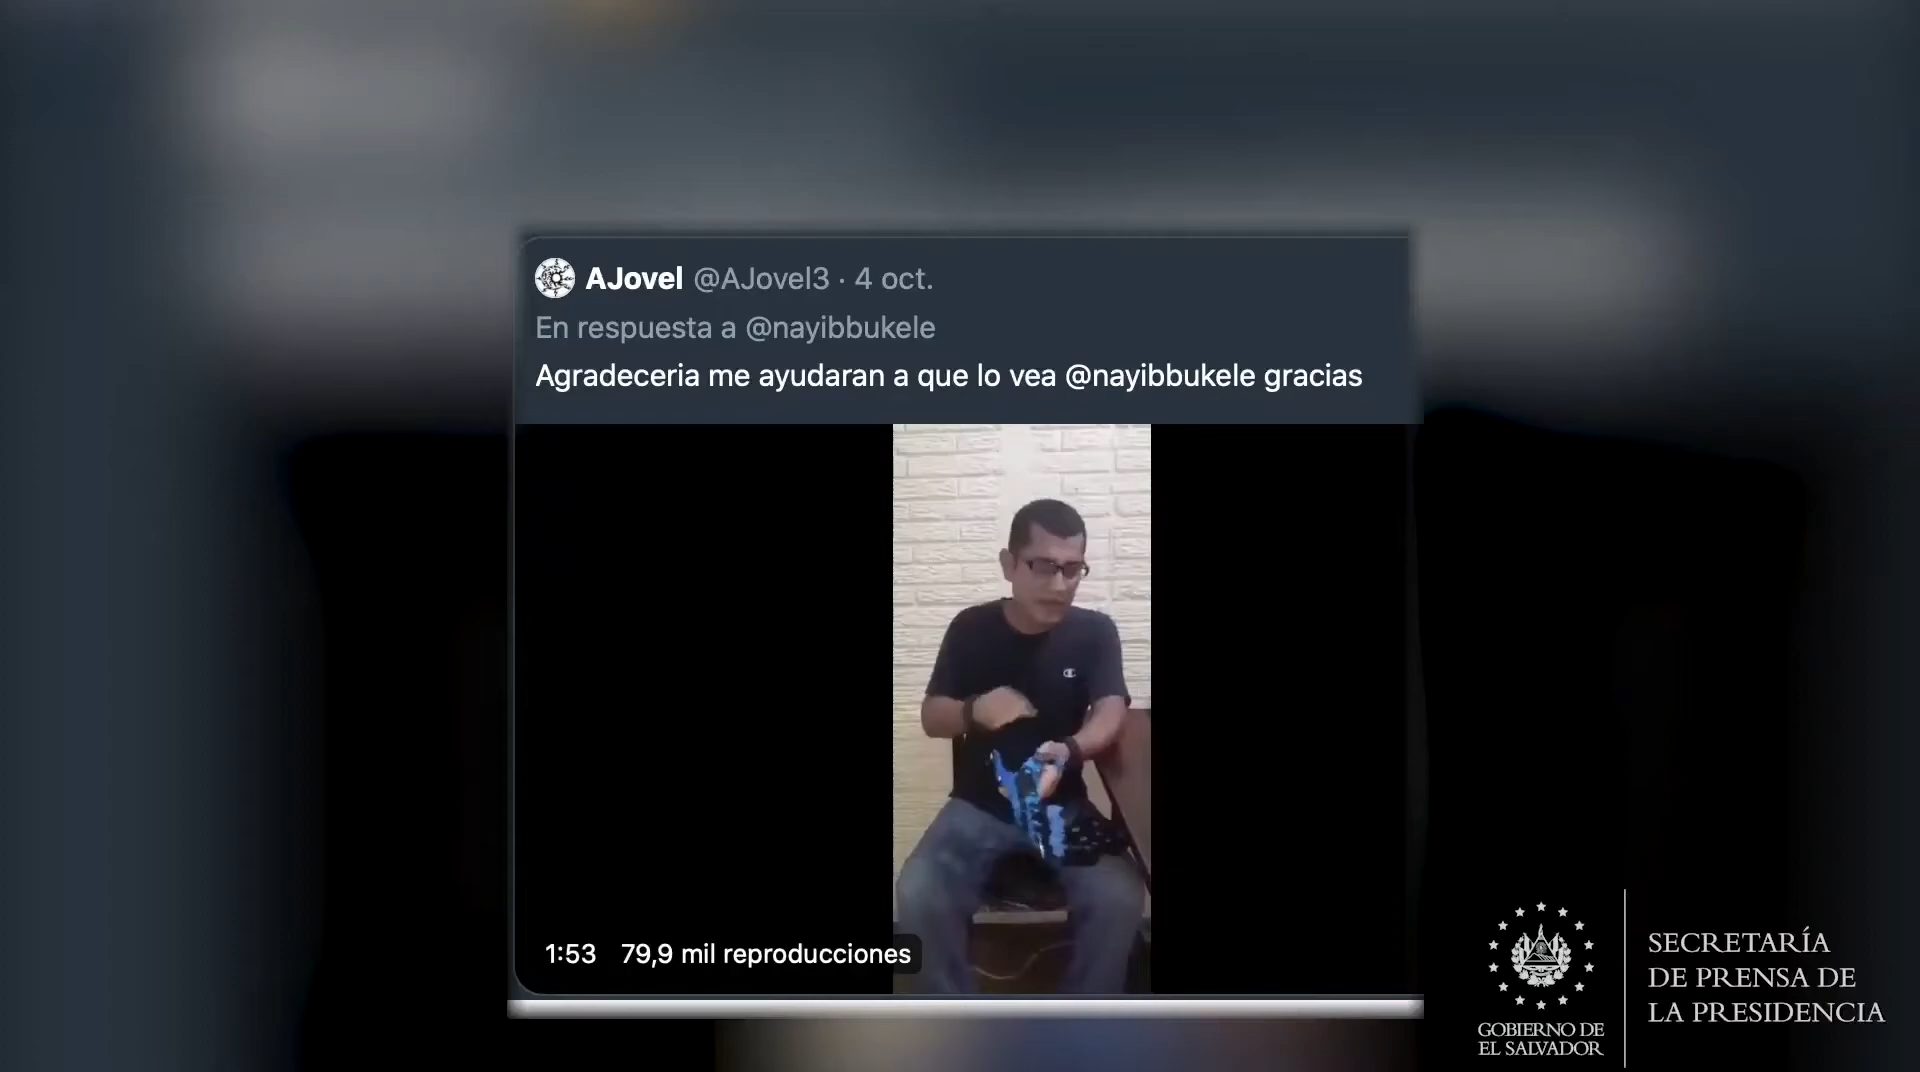 AJovel @AJovel3 · 4 oct.
En respuesta a @nayibbukele
Agradeceria me ayudaran a que lo vea @nayibbukele gracias
1:53 79,9 mil reproducciones
SECRETARÍA
DE PRENSA DE
LA PRESIDENCIA
GOBIERNO DE
EL SALVADOR